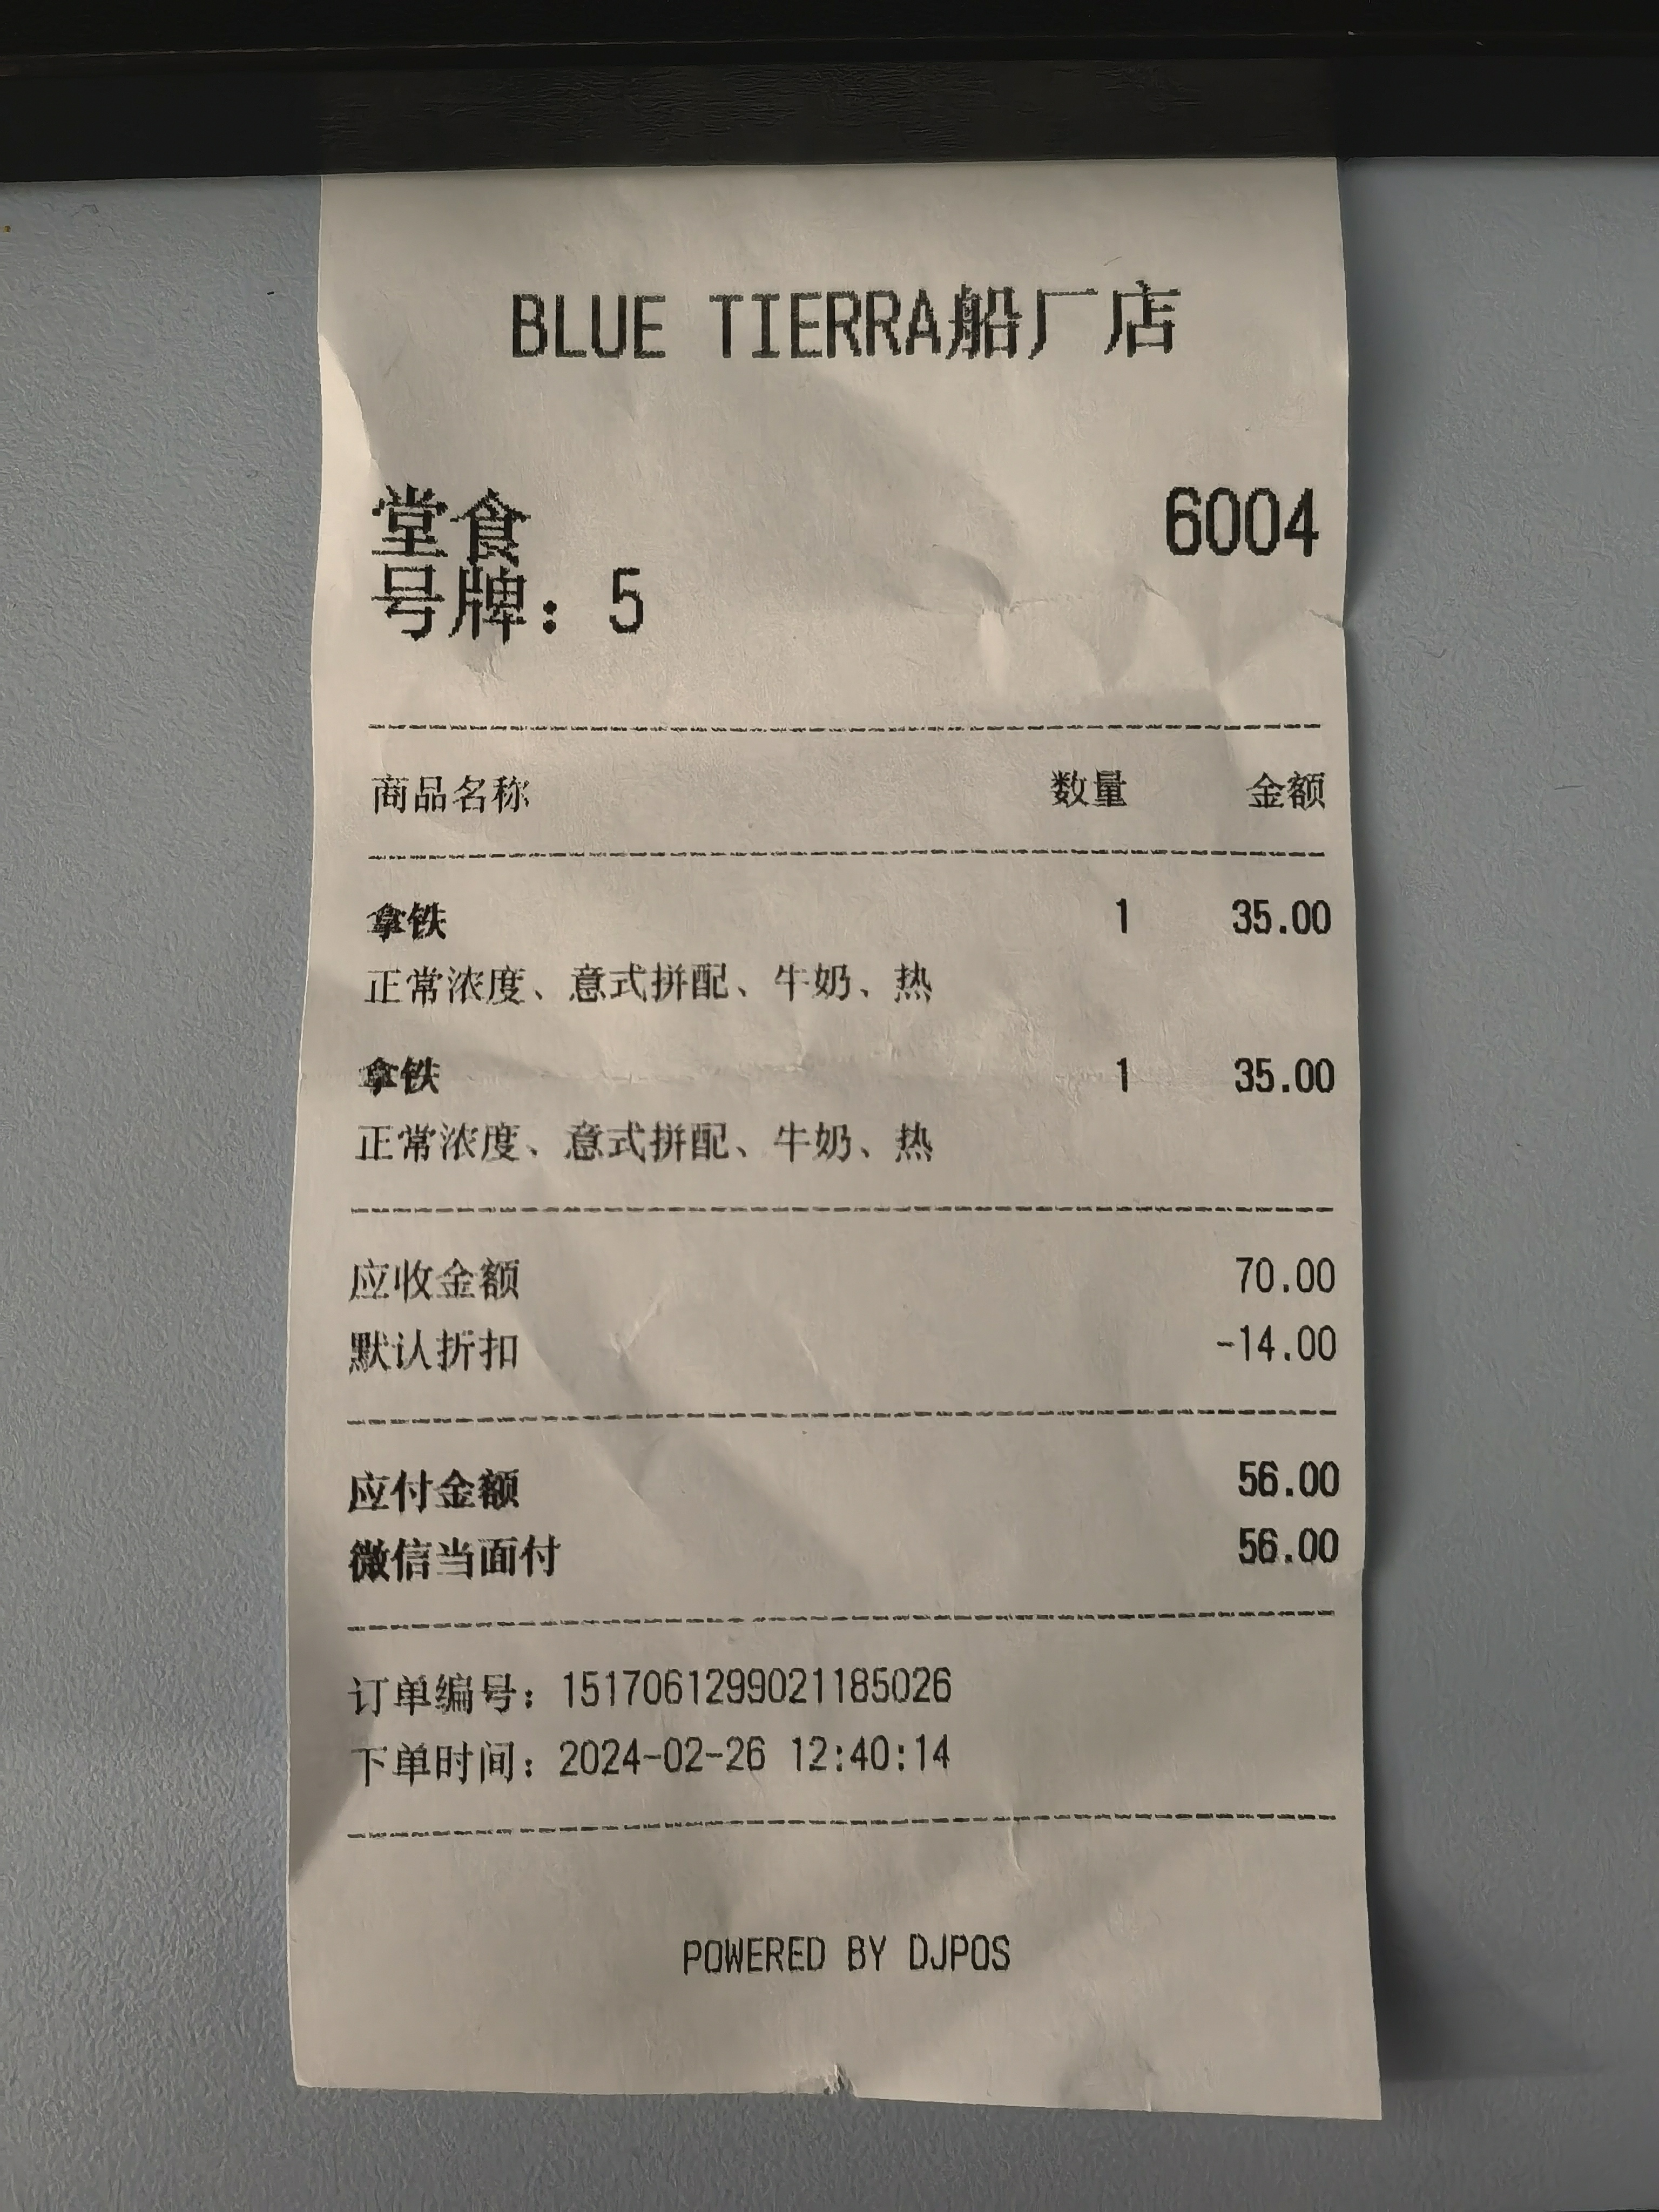 BLUE TIERRA船厂店
堂食 6004
号牌：5
商品名称 数量 金额
拿铁 1 35.00
正常浓度、意式拼配、牛奶、热
拿铁 1 35.00
正常浓度、意式拼配、牛奶、热
应收金额 70.00
默认折扣 -14.00
应付金额 56.00
微信当面付 56.00
订单编号：1517061299021185026
下单时间：2024-02-26 12:40:14
POWERED BY DJPOS